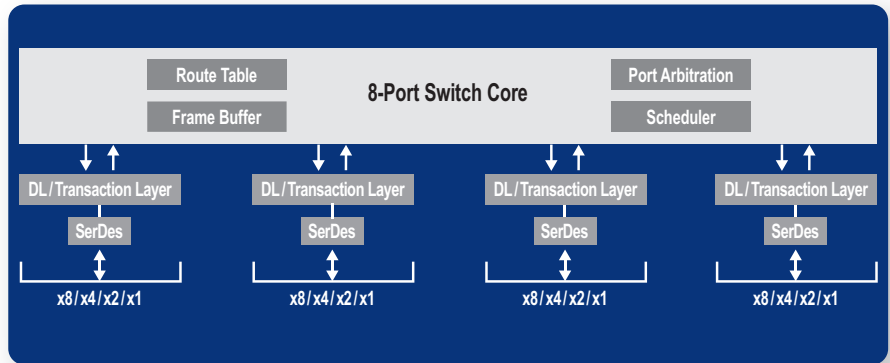 Route Table
8-Port Switch Core
Port Arbitration
Frame Buffer
Scheduler
DL/Transaction Layer
DL/Transaction Layer
DL/Transaction Layer
DL/Transaction Layer
SerDes
SerDes
SerDes
SerDes
x8/x4/x2/x1
x8/x4/x2/x1
x8/x4/x2/x1
x8/x4/x2/x1